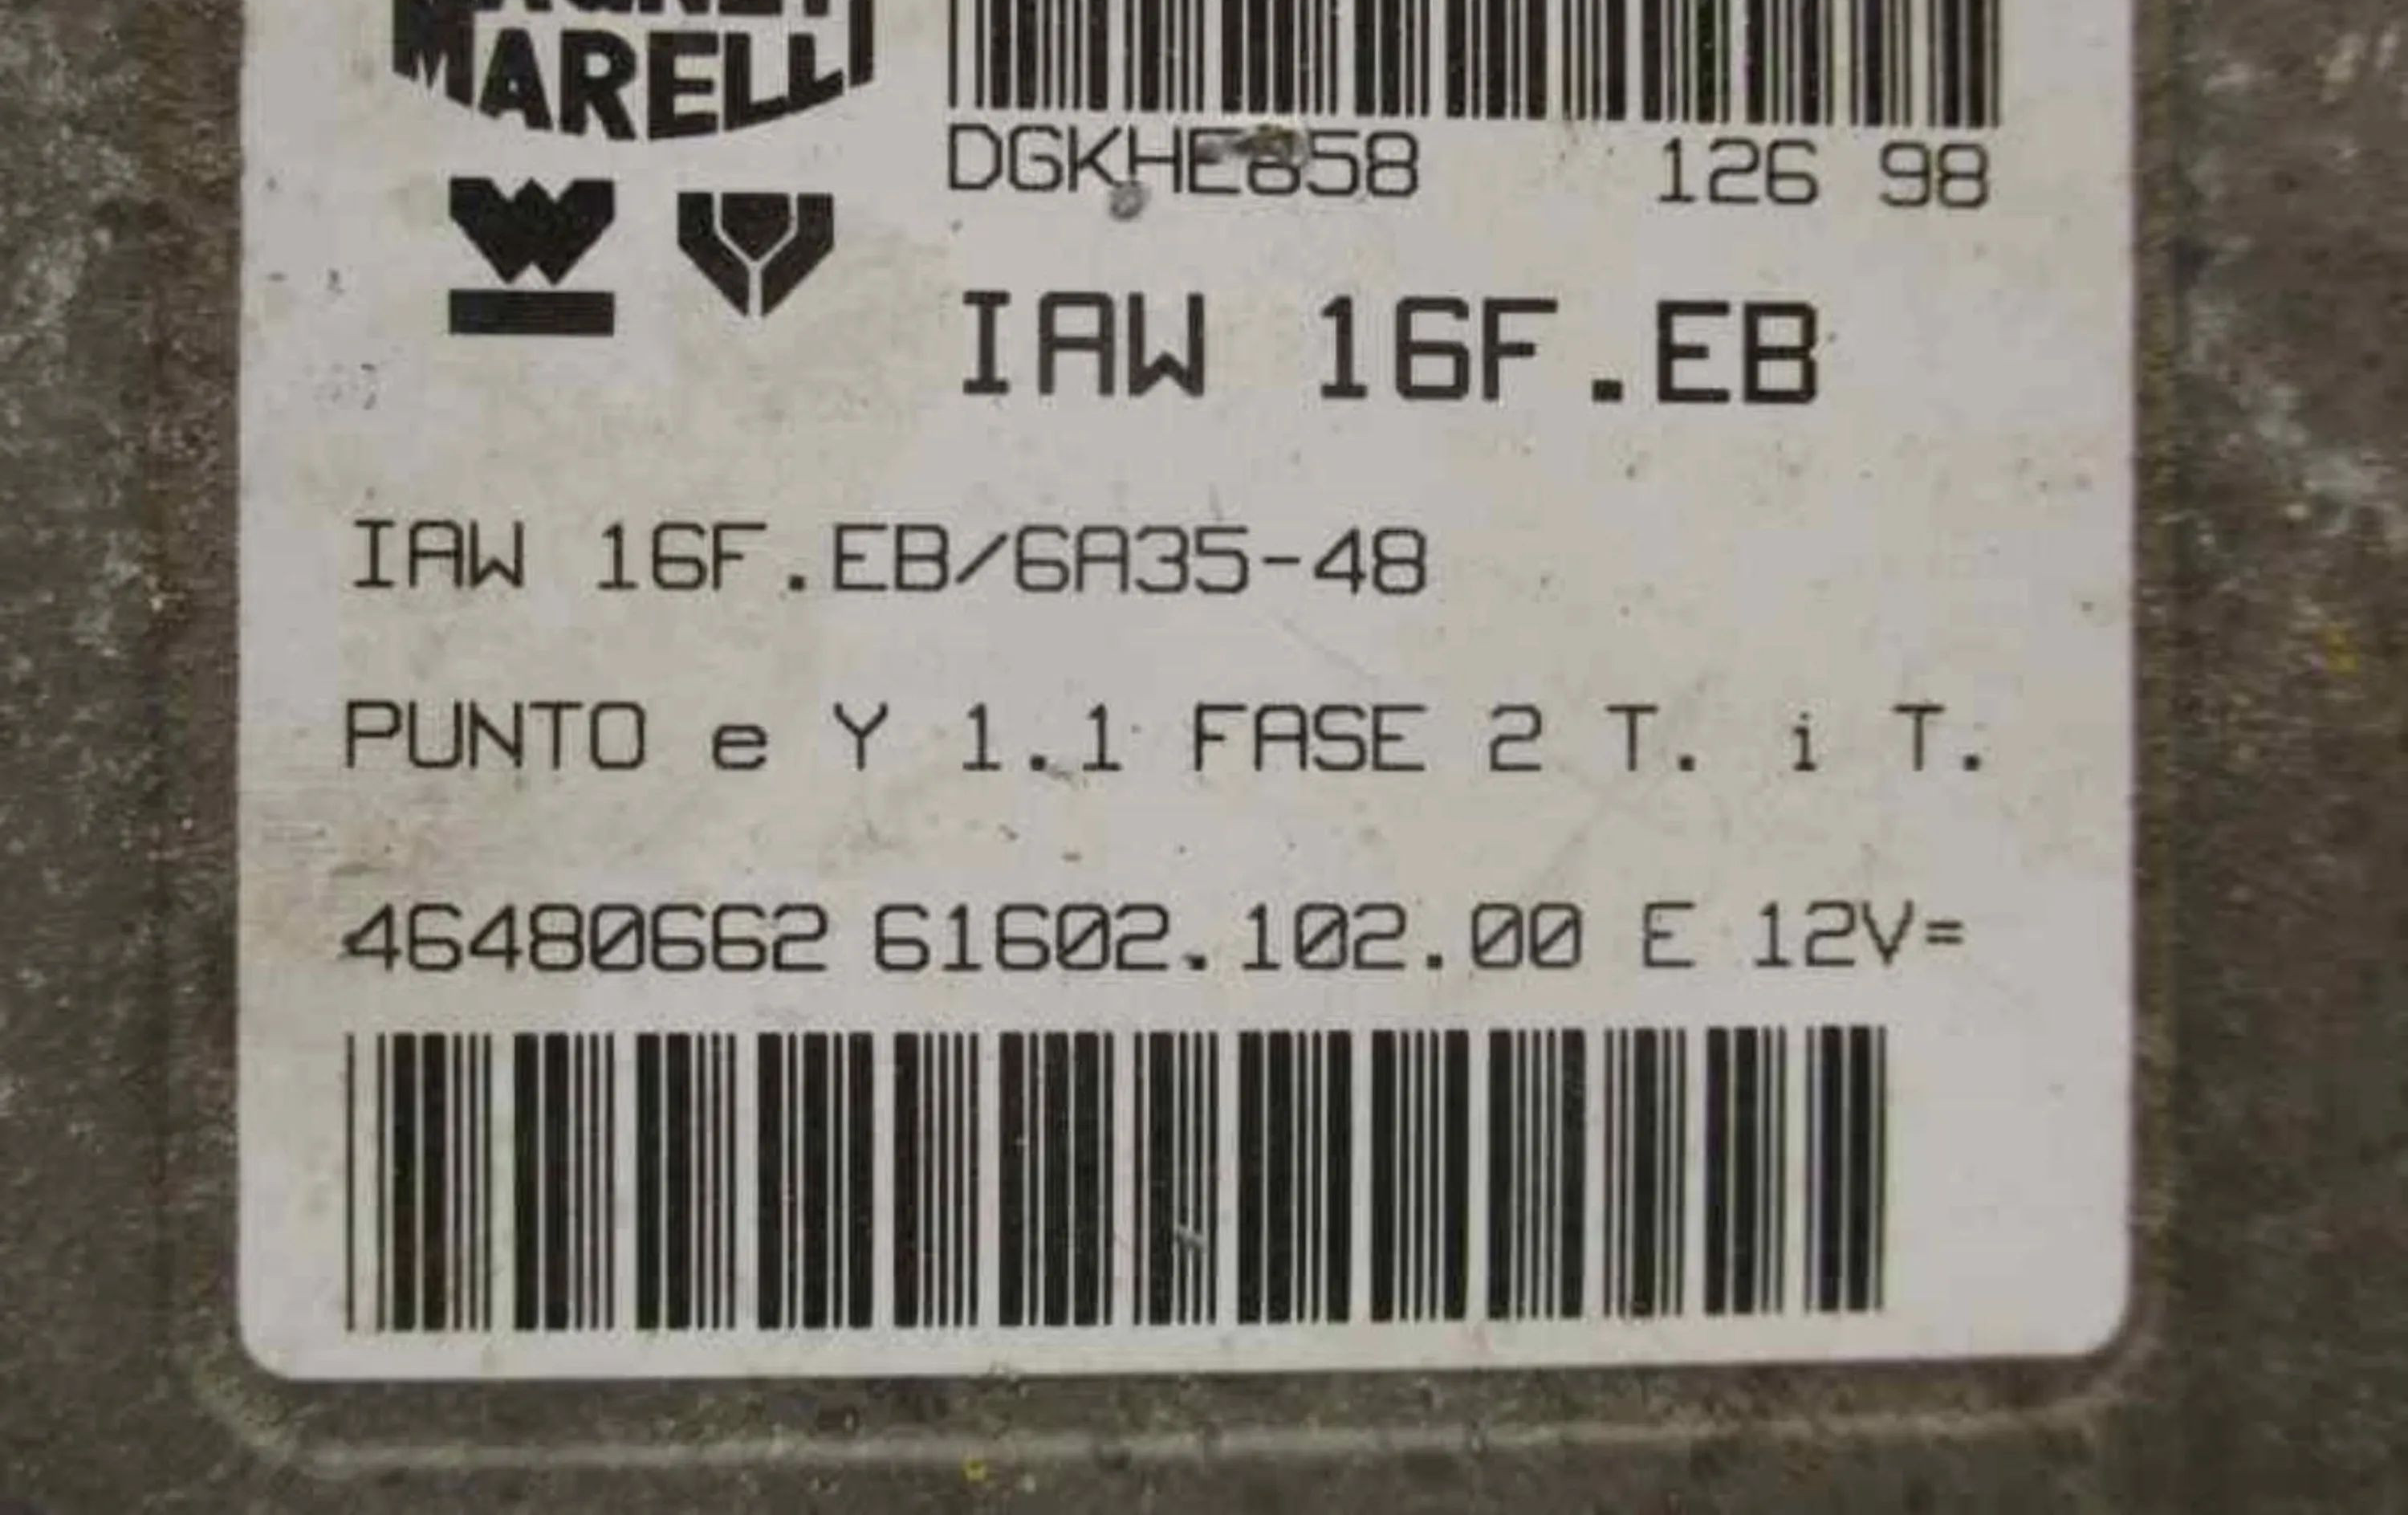 MARELLI
DGKHE658 126 98
IAW 16F.EB
IAW 16F.EB/6A35-48
PUNTO e Y 1.1 FASE 2 T. i T.
46480662 61602.102.00 E 12V=